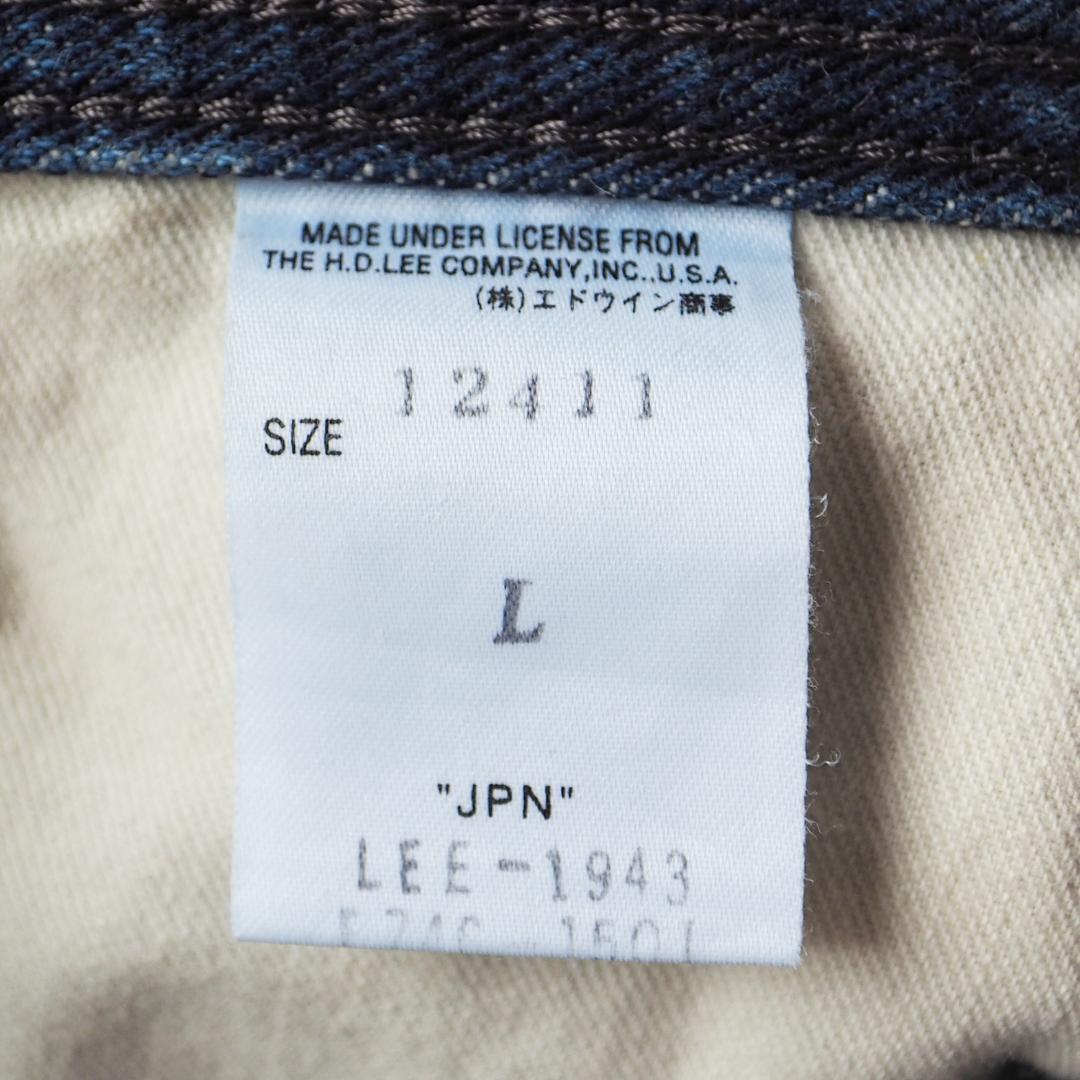 MADE UNDER LICENSE FROM
THE H.D.LEE COMPANY,INC..U.S.A.
(株)エドウイン商事
12411
SIZE
L
"JPN"
LEE-1943